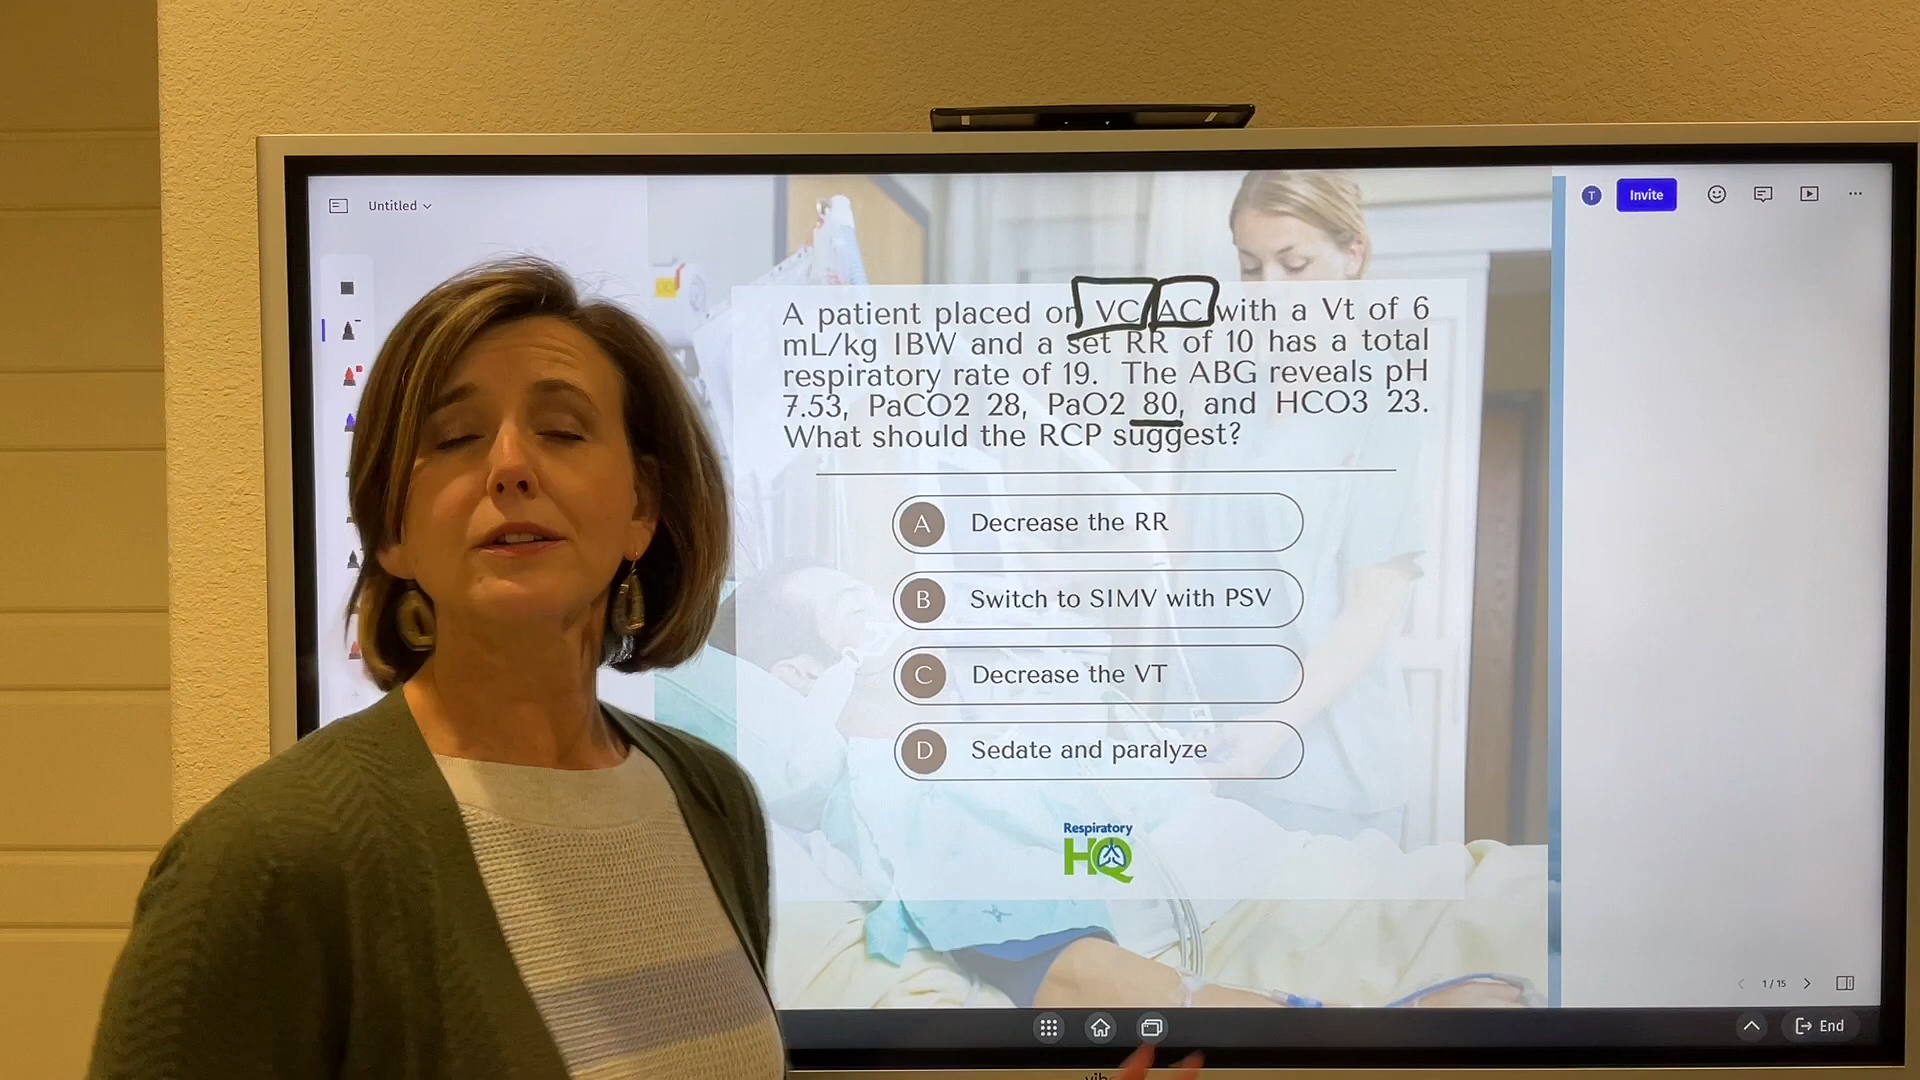 Untitled
T
Invite
A patient placed on VC AC with a Vt of 6
mL/kg IBW and a set RR of 10 has a total
respiratory rate of 19. The ABG reveals pH
7.53, PaCO2 28, PaO2 80, and HCO3 23.
What should the RCP suggest?
A Decrease the RR
B Switch to SIMV with PSV
C Decrease the VT
D Sedate and paralyze
Respiratory
HQ
1/15
End